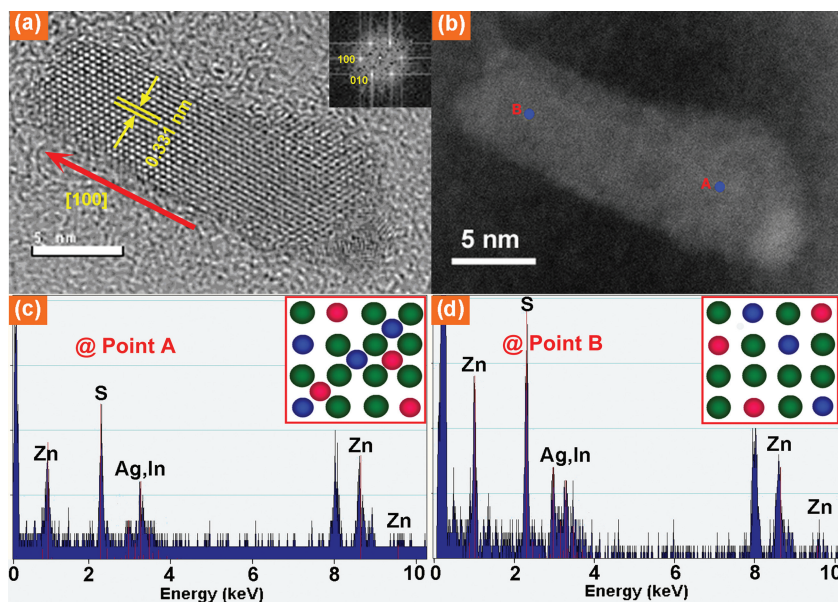 (a)
100
010
0.331 nm
[100]
5 nm
(b)
B
A
5 nm
(c)
@ Point A
S
Zn
Ag,In
Zn
Zn
0
2
4
6
8
10
Energy (keV)
(d)
S
@ Point B
Zn
Ag,In
Zn
Zn
0
2
4
6
8
10
Energy (keV)